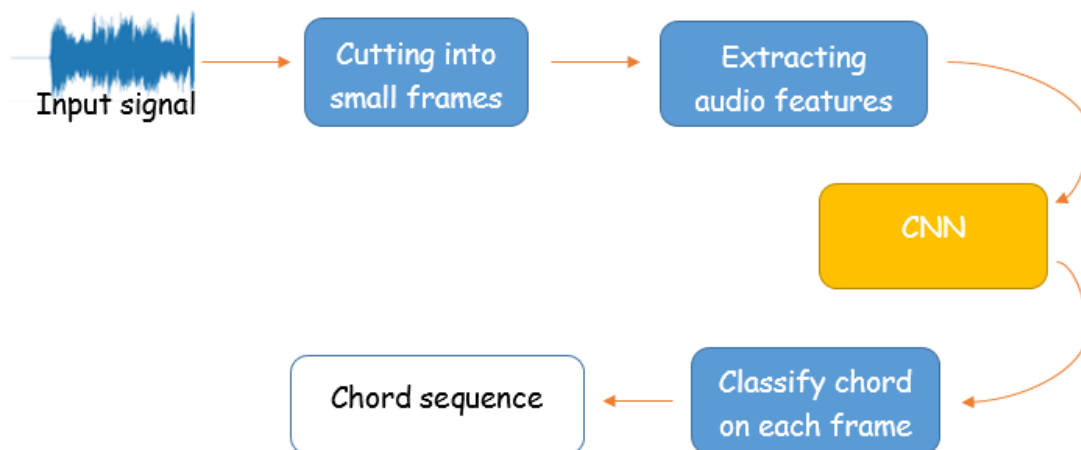 Input signal
Cutting into
small frames
Extracting
audio features
CNN
Classify chord
on each frame
Chord sequence